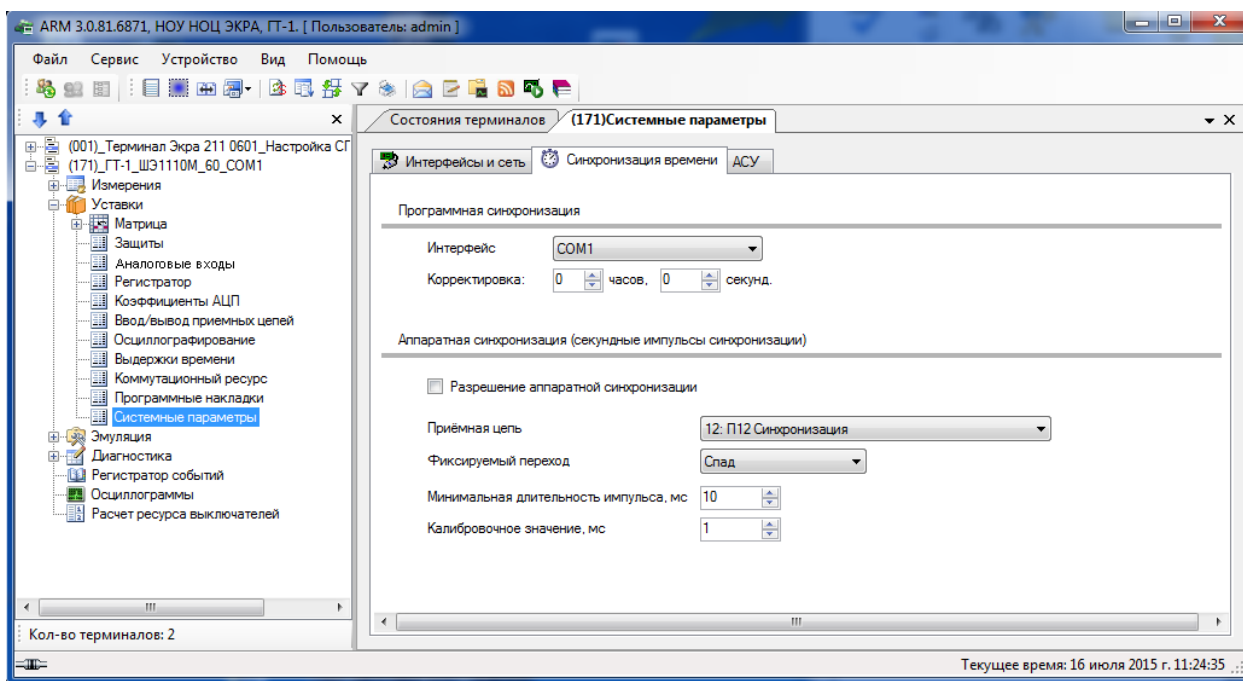 ARM 3.0.81.6871, НОУ НОЦ ЭКРА, ГТ-1. [ Пользователь: admin ]
Файл Сервис Устройство Вид Помощь
Состояния терминалов (171)Системные параметры
(001)_Терминал Экра 211 0601_Настройка СГ
(171)_ГТ-1_ШЭ1110М_60_COM1
Измерения
Уставки
Матрица
Защиты
Аналоговые входы
Регистратор
Коэффициенты АЦП
Ввод/вывод приемных цепей
Осциллографирование
Выдержки времени
Коммутационный ресурс
Программные накладки
Системные параметры
Эмуляция
Диагностика
Регистратор событий
Осциллограммы
Расчет ресурса выключателей
Кол-во терминалов: 2
Интерфейсы и сеть Синхронизация времени АСУ
Программная синхронизация
Интерфейс COM1
Корректировка: 0 часов, 0 секунд.
Аппаратная синхронизация (секундные импульсы синхронизации)
Разрешение аппаратной синхронизации
Приёмная цепь 12: П12 Синхронизация
Фиксируемый переход Спад
Минимальная длительность импульса, мс 10
Калибровочное значение, мс 1
Текущее время: 16 июля 2015 г. 11:24:35